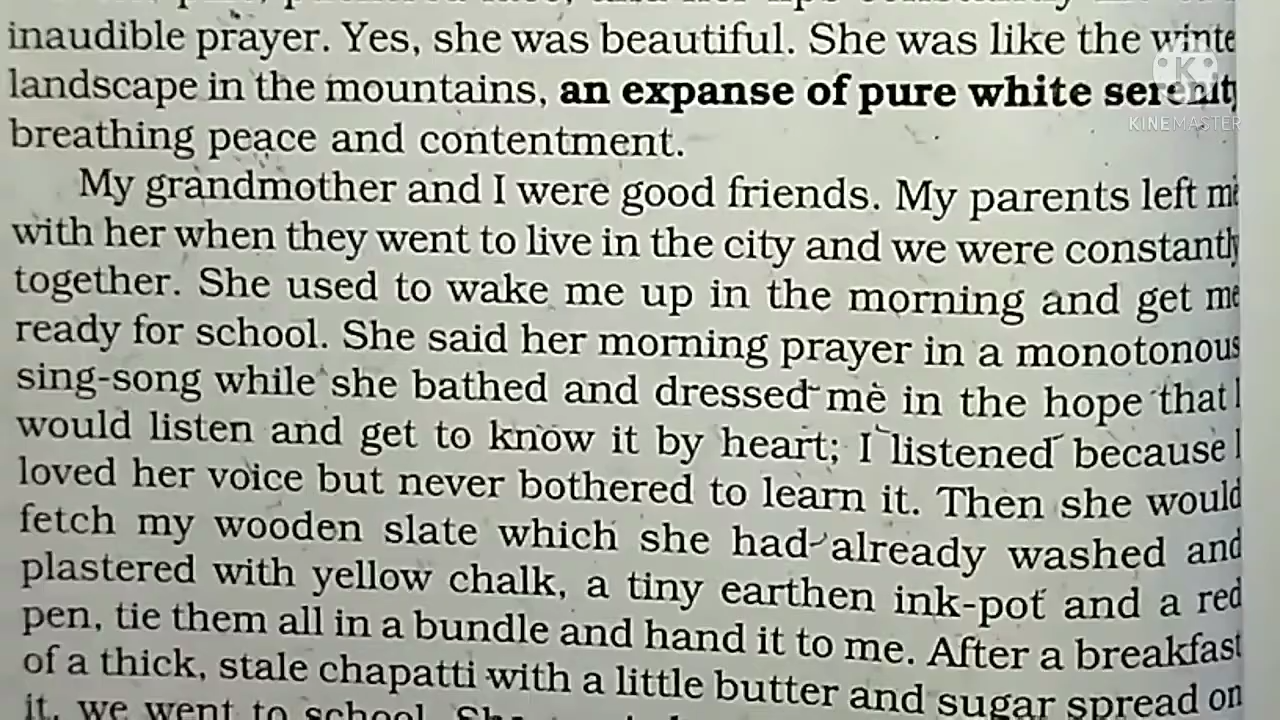 inaudible prayer. Yes, she was beautiful. She was like the winte
landscape in the mountains, an expanse of pure white serenity
breathing peace and contentment.
My grandmother and I were good friends. My parents left me
with her when they went to live in the city and we were constantly
together. She used to wake me up in the morning and get me
ready for school. She said her morning prayer in a monotonous
sing-song while she bathed and dressed me in the hope that I
would listen and get to know it by heart; I listened because I
loved her voice but never bothered to learn it. Then she would
fetch my wooden slate which she had already washed and
plastered with yellow chalk, a tiny earthen ink-pot and a red
pen, tie them all in a bundle and hand it to me. After a breakfast
of a thick, stale chapatti with a little butter and sugar spread on
it, we went to school. She
K
KINEMASTER